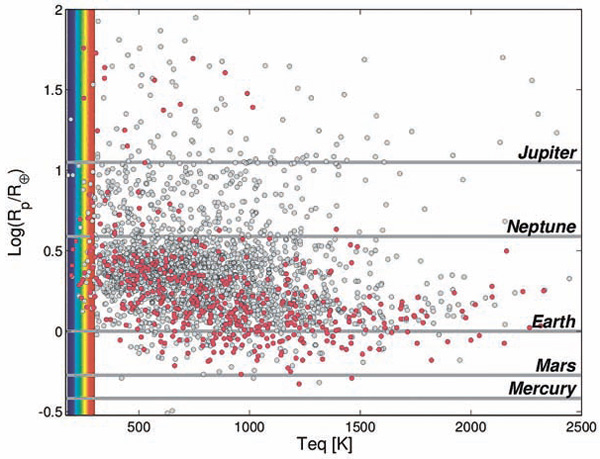 2
1.5
1
0.5
0
-0.5
Log(Rp/R⊕)
Jupiter
Neptune
Earth
Mars
Mercury
500
1000
1500
2000
2500
Teq [K]